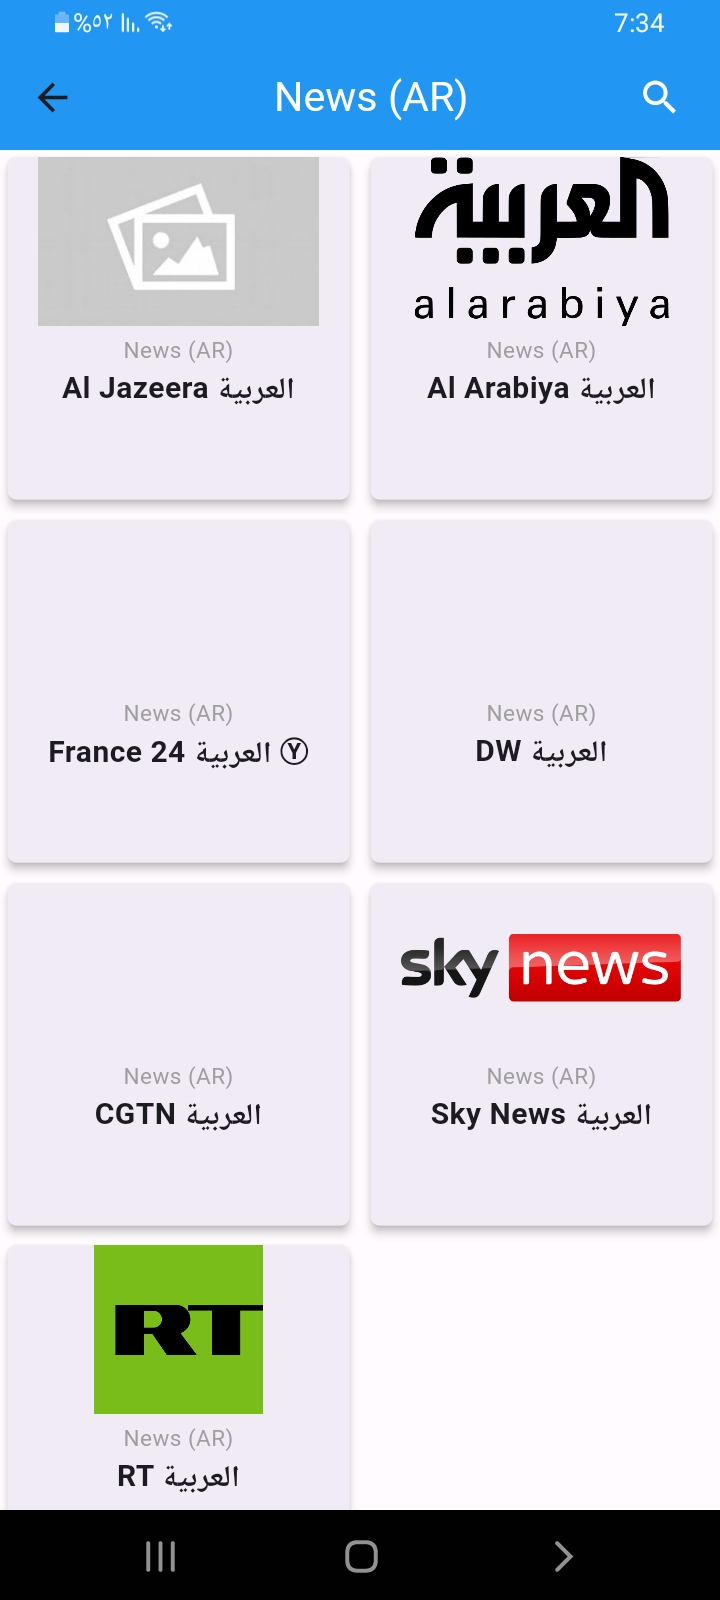 %٥٢
7:34
News (AR)
العربية
alarabiya
News (AR)
Al Jazeera العربية
News (AR)
Al Arabiya العربية
News (AR)
France 24 العربية Ⓨ
News (AR)
DW العربية
sky news
News (AR)
CGTN العربية
News (AR)
Sky News العربية
RT
News (AR)
RT العربية